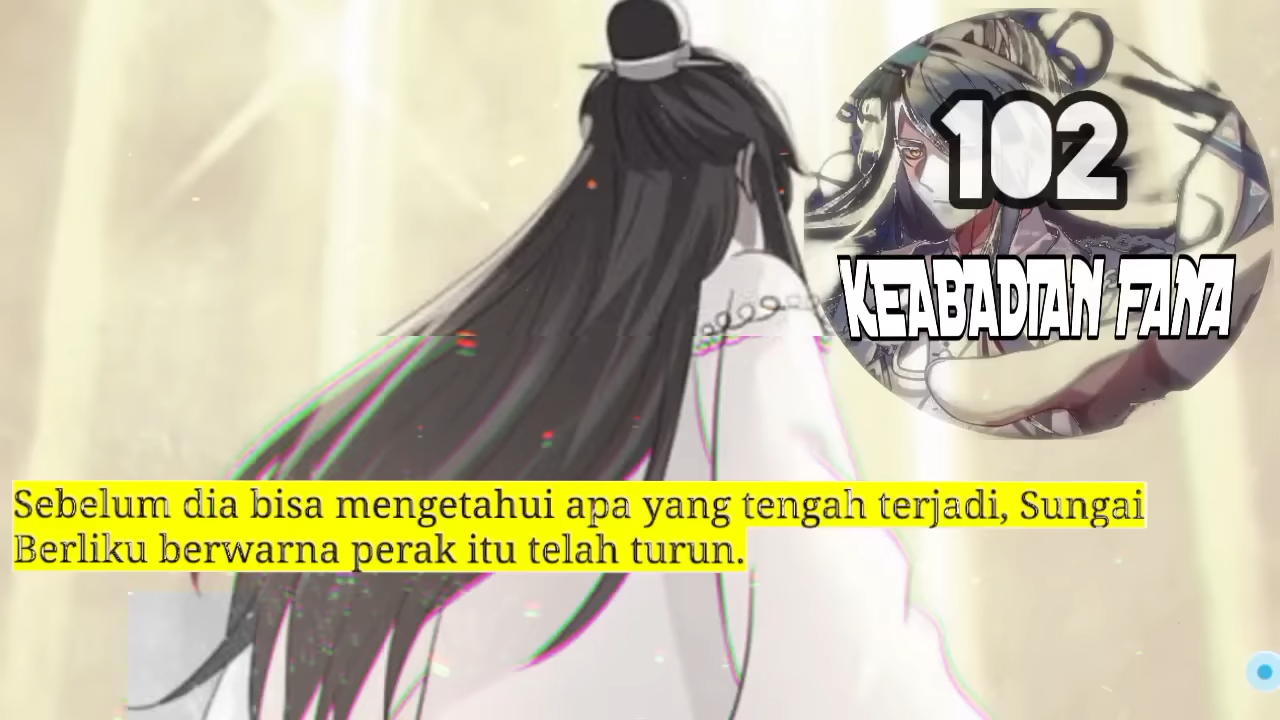 102
KEABADIAN FANA
Sebelum dia bisa mengetahui apa yang tengah terjadi, Sungai
Berliku berwarna perak itu telah turun.